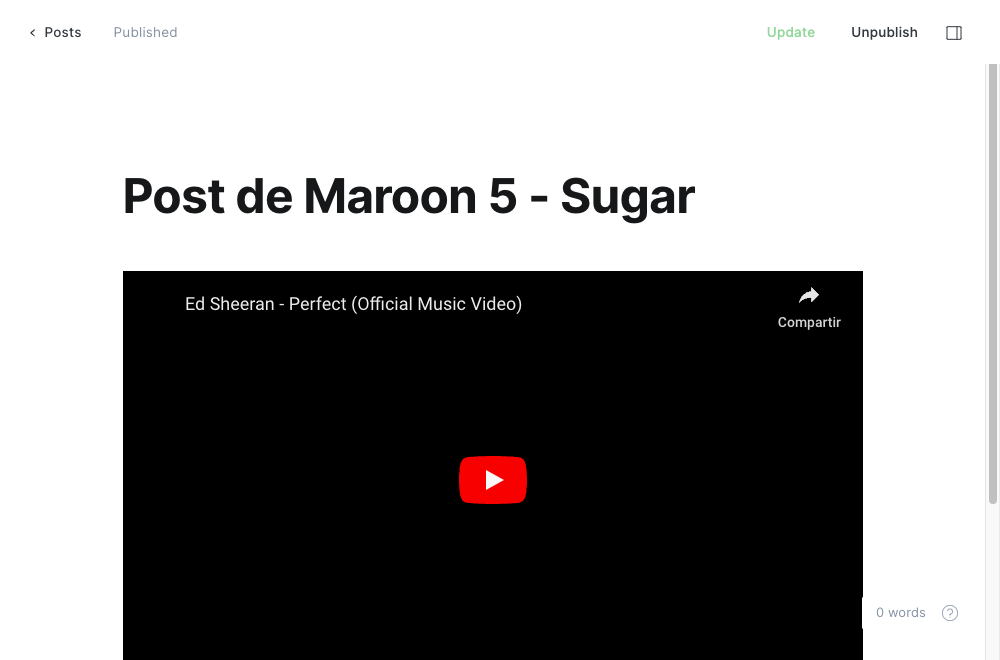 Posts
Published
Update
Unpublish
Post de Maroon 5 - Sugar
Ed Sheeran - Perfect (Official Music Video)
Compartir
0 words
?